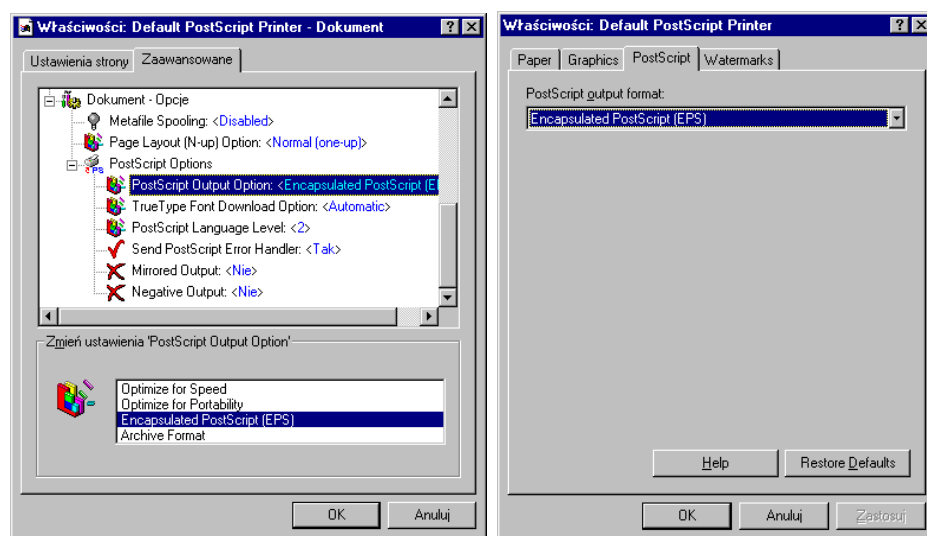 Właściwości: Default PostScript Printer - Dokument
Ustawienia strony Zaawansowane
Dokument - Opcje
Metafile Spooling: <Disabled>
Page Layout (N-up) Option: <Normal (one-up)>
PostScript Options
PostScript Output Option: <Encapsulated PostScript (E
TrueType Font Download Option: <Automatic>
PostScript Language Level: <2>
Send PostScript Error Handler: <Tak>
Mirrored Output: <Nie>
Negative Output: <Nie>
Zmień ustawienia 'PostScript Output Option'
Optimize for Speed
Optimize for Portability
Encapsulated PostScript (EPS)
Archive Format
OK Anuluj
Właściwości: Default PostScript Printer
Paper Graphics PostScript Watermarks
PostScript output format:
Encapsulated PostScript (EPS)
Help Restore Defaults
OK Anuluj Zastosuj